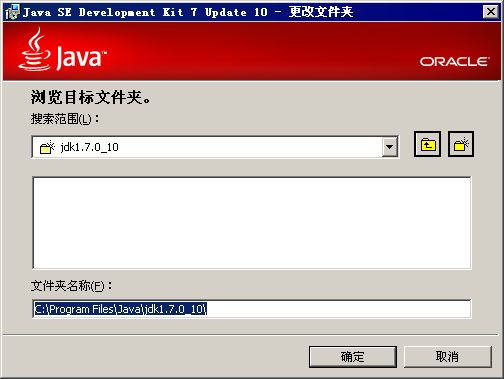 Java SE Development Kit 7 Update 10 - 更改文件夹
Java™
ORACLE
浏览目标文件夹。
搜索范围(L)：
jdk1.7.0_10
文件夹名称(F)：
C:\Program Files\Java\jdk1.7.0_10\
确定
取消